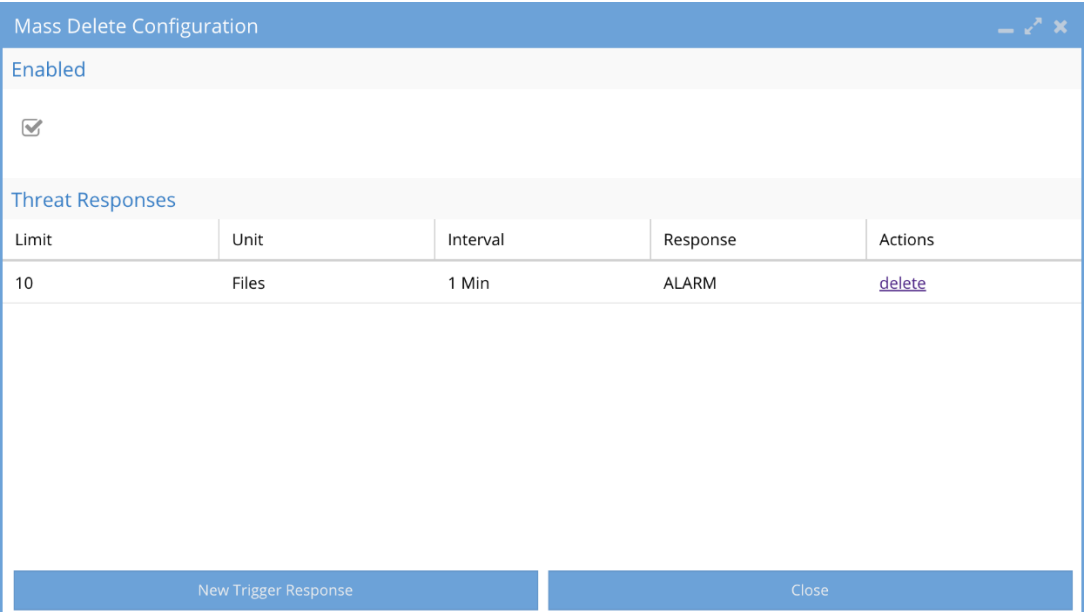 Mass Delete Configuration
Enabled
Threat Responses
Limit Unit Interval Response Actions
10 Files 1 Min ALARM delete
New Trigger Response Close